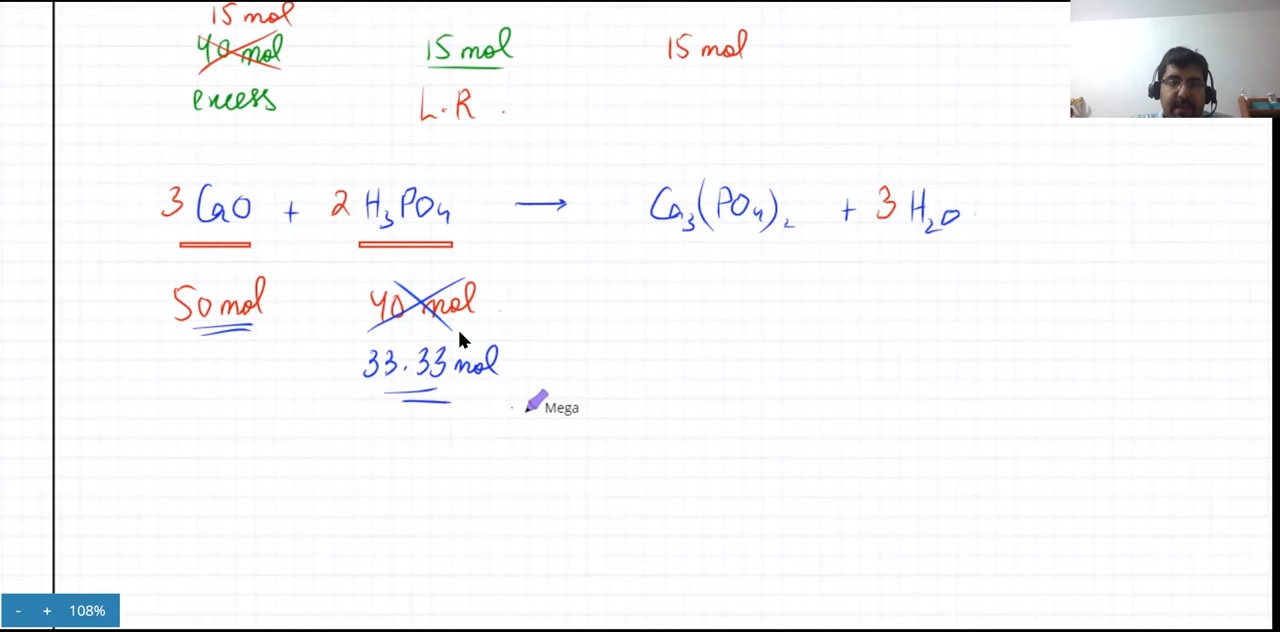 15 mol
40 mol 15 mol 15 mol
excess L.R.
3 CaO + 2 H₃PO₄ → Ca₃(PO₄)₂ + 3 H₂O
50 mol 40 mol
33.33 mol
Mega
- + 108%